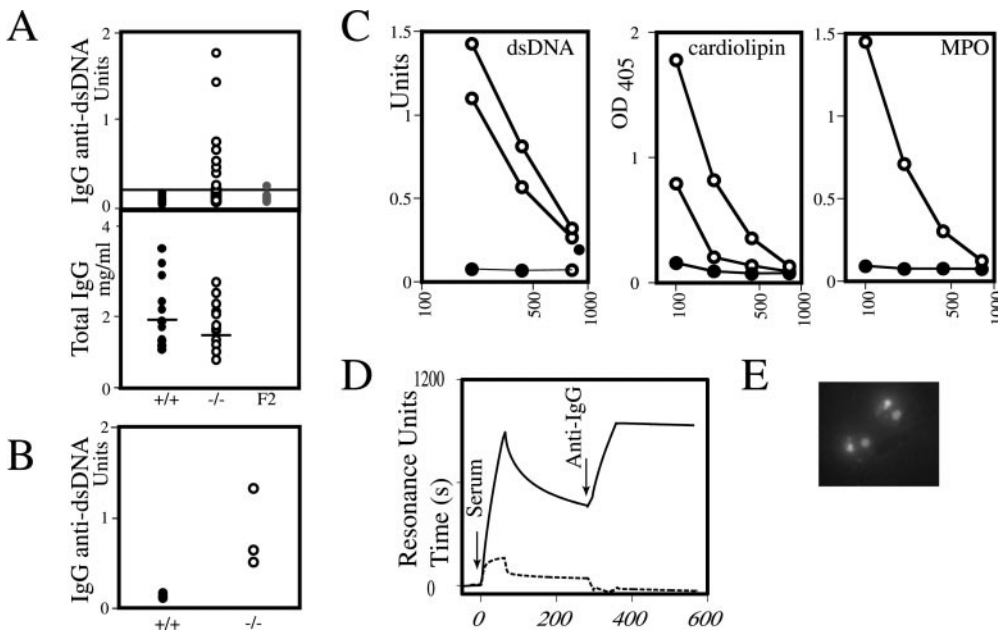 A
IgG anti-dsDNA
Units
2
1
0
Total IgG
mg/ml
4
2
0
+/+ -/- F2
B
IgG anti-dsDNA
Units
2
1
0
+/+ -/-
C
Units
dsDNA
1.5
1
0.5
0
100 500 1000
OD 405
cardiolipin
2
1
0
100 500 1000
MPO
1.5
1
0.5
0
100 500 1000
D
Resonance Units
Time (s)
1200
0
Serum
Anti-IgG
0 200 400 600
E